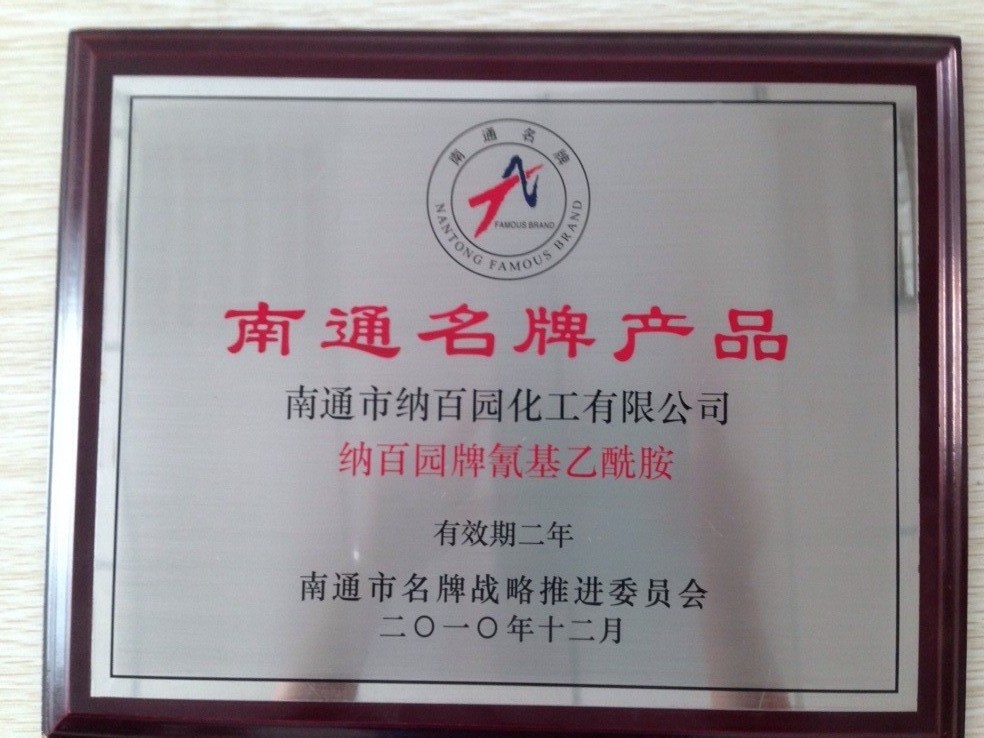 南通名牌
FAMOUS BRAND
NANTONG FAMOUS BRAND
南通名牌产品
南通市纳百园化工有限公司
纳百园牌氰基乙酰胺
有效期二年
南通市名牌战略推进委员会
二〇一〇年十二月